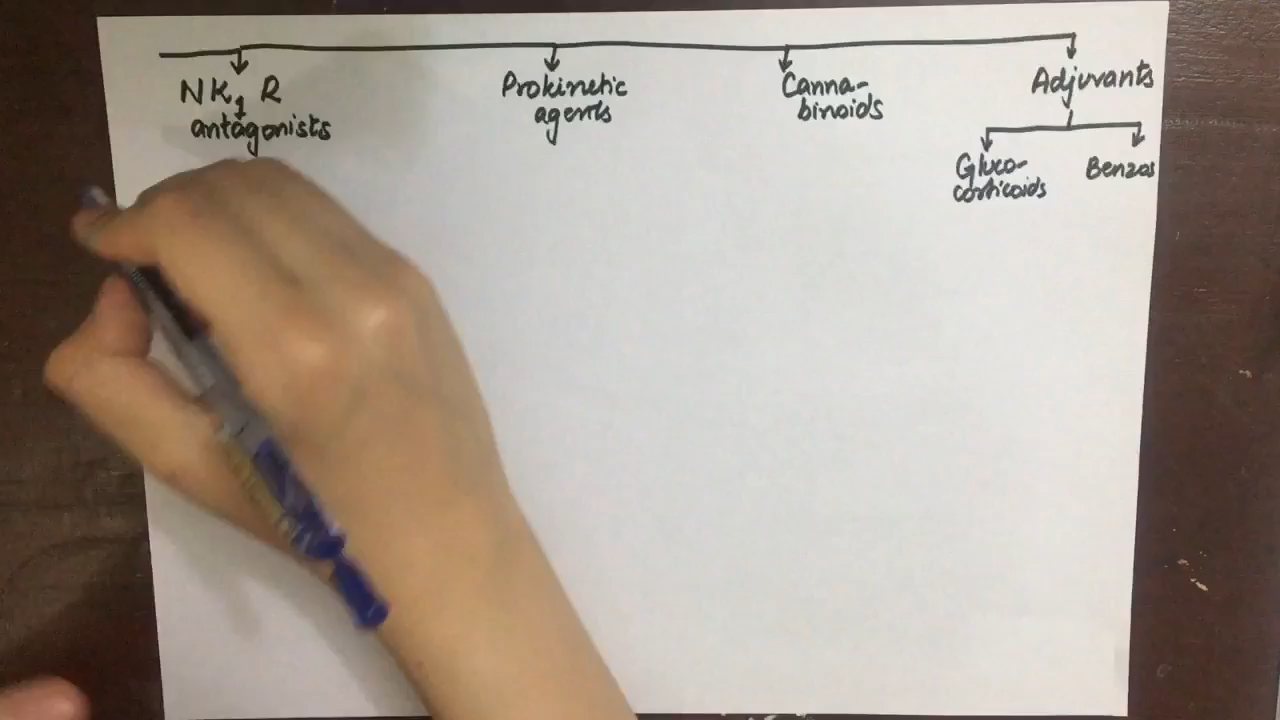 NK₁ R
antagonists
Prokinetic
agents
Canna-
binoids
Adjuvants
Gluco-
corticoids
Benzos